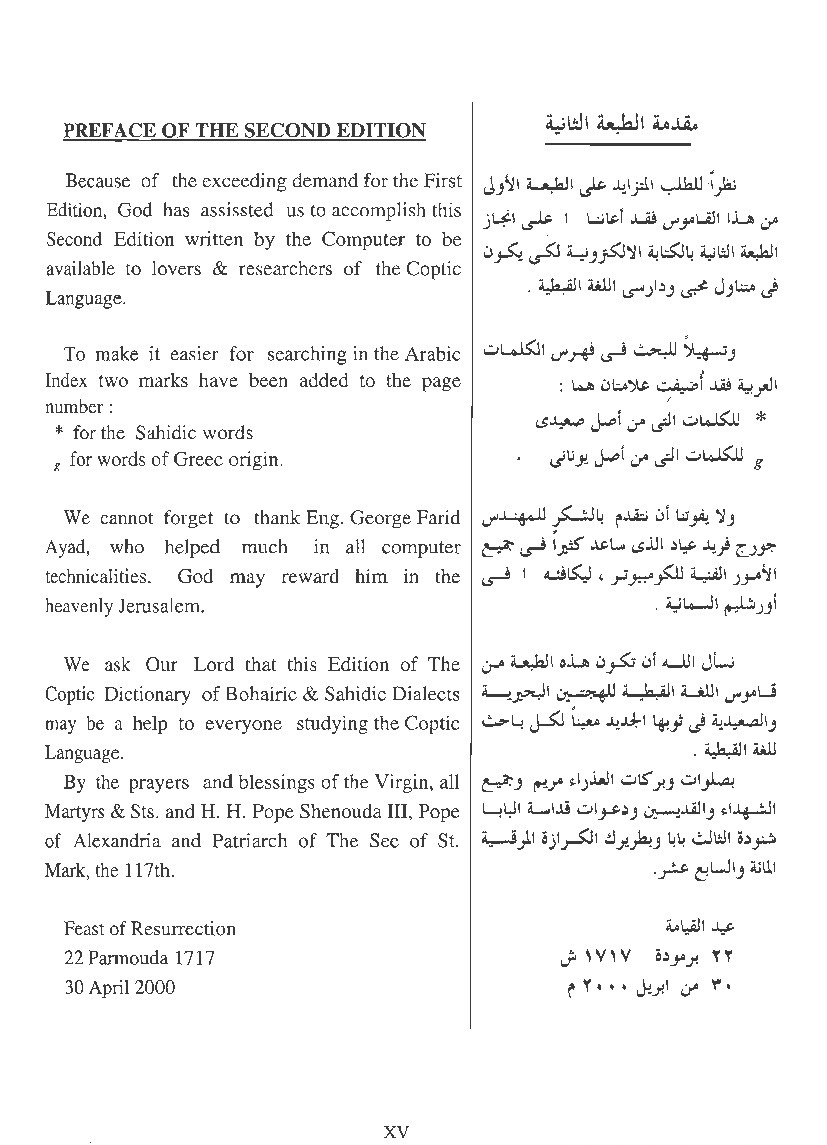 PREFACE OF THE SECOND EDITION
Because of the exceeding demand for the First
Edition, God has assissted us to accomplish this
Second Edition written by the Computer to be
available to lovers & researchers of the Coptic
Language.
To make it easier for searching in the Arabic
Index two marks have been added to the page
number :
* for the Sahidic words
g for words of Greec origin.
We cannot forget to thank Eng. George Farid
Ayad, who helped much in all computer
technicalities. God may reward him in the
heavenly Jerusalem.
We ask Our Lord that this Edition of The
Coptic Dictionary of Bohairic & Sahidic Dialects
may be a help to everyone studying the Coptic
Language.
By the prayers and blessings of the Virgin, all
Martyrs & Sts. and H. H. Pope Shenouda III, Pope
of Alexandria and Patriarch of The See of St.
Mark, the 117th.
Feast of Resurrection
22 Parmouda 1717
30 April 2000
مقدمة الطبعة الثانية
نظراً للطلب المتزايد على الطبعة الأولى
من هذا القاموس فقد أعاننا ا على انجاز
الطبعة الثانية بالكتابة الالكترونية لكى يكون
فى متناول محبى ودارسى اللغة القبطية .
وتسهيلاً للبحث فى فهرس الكلمات
العربية فقد أضيفت علامتان هما :
* للكلمات التى من أصل صعيدى
g للكلمات التى من أصل يونانى .
ولا يفوتنا أن نتقدم بالشكر للمهندس
جورج فريد عياد الذى ساعد كثيراً فى جميع
الأمور الفنية للكومبيوتر ، ليكافئه ا فى
أورشليم السمائية .
نسأل الله أن تكون هذه الطبعة من
قاموس اللغة القبطية للهجتين البحيرية
والصعيدية فى ثوبها الجديد معيناً لكل باحث
للغة القبطية .
بصلوات وبركات العذراء مريم وجميع
الشهداء والقديسين ودعوات قداسة البابا
شنودة الثالث بابا وبطريرك الكرازة المرقسية
المائة والسابع عشر.
عيد القيامة
٢٢ برمودة ١٧١٧ ش
٣٠ من ابريل ٢٠٠٠ م
XV